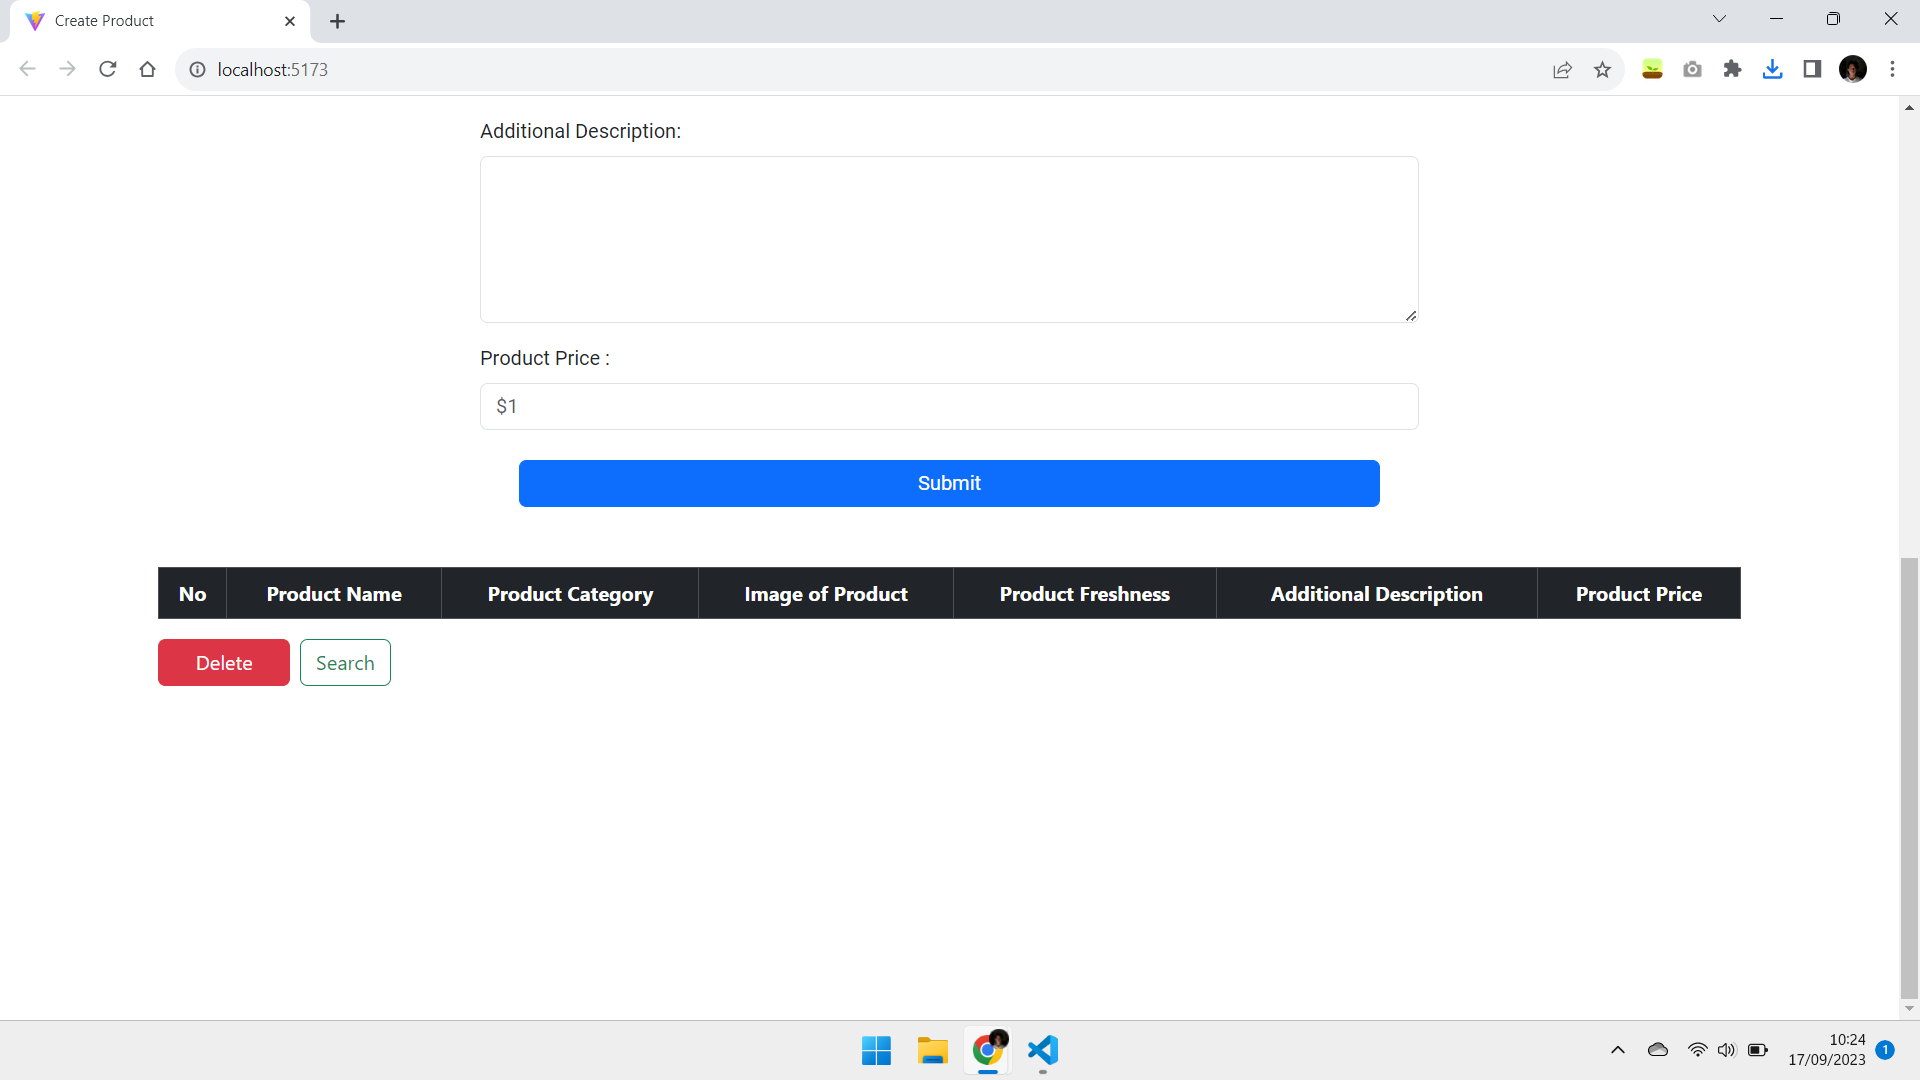 Create Product
localhost:5173
Additional Description:
Product Price :
$1
Submit
No Product Name Product Category Image of Product Product Freshness Additional Description Product Price
Delete Search
10:24
17/09/2023
1